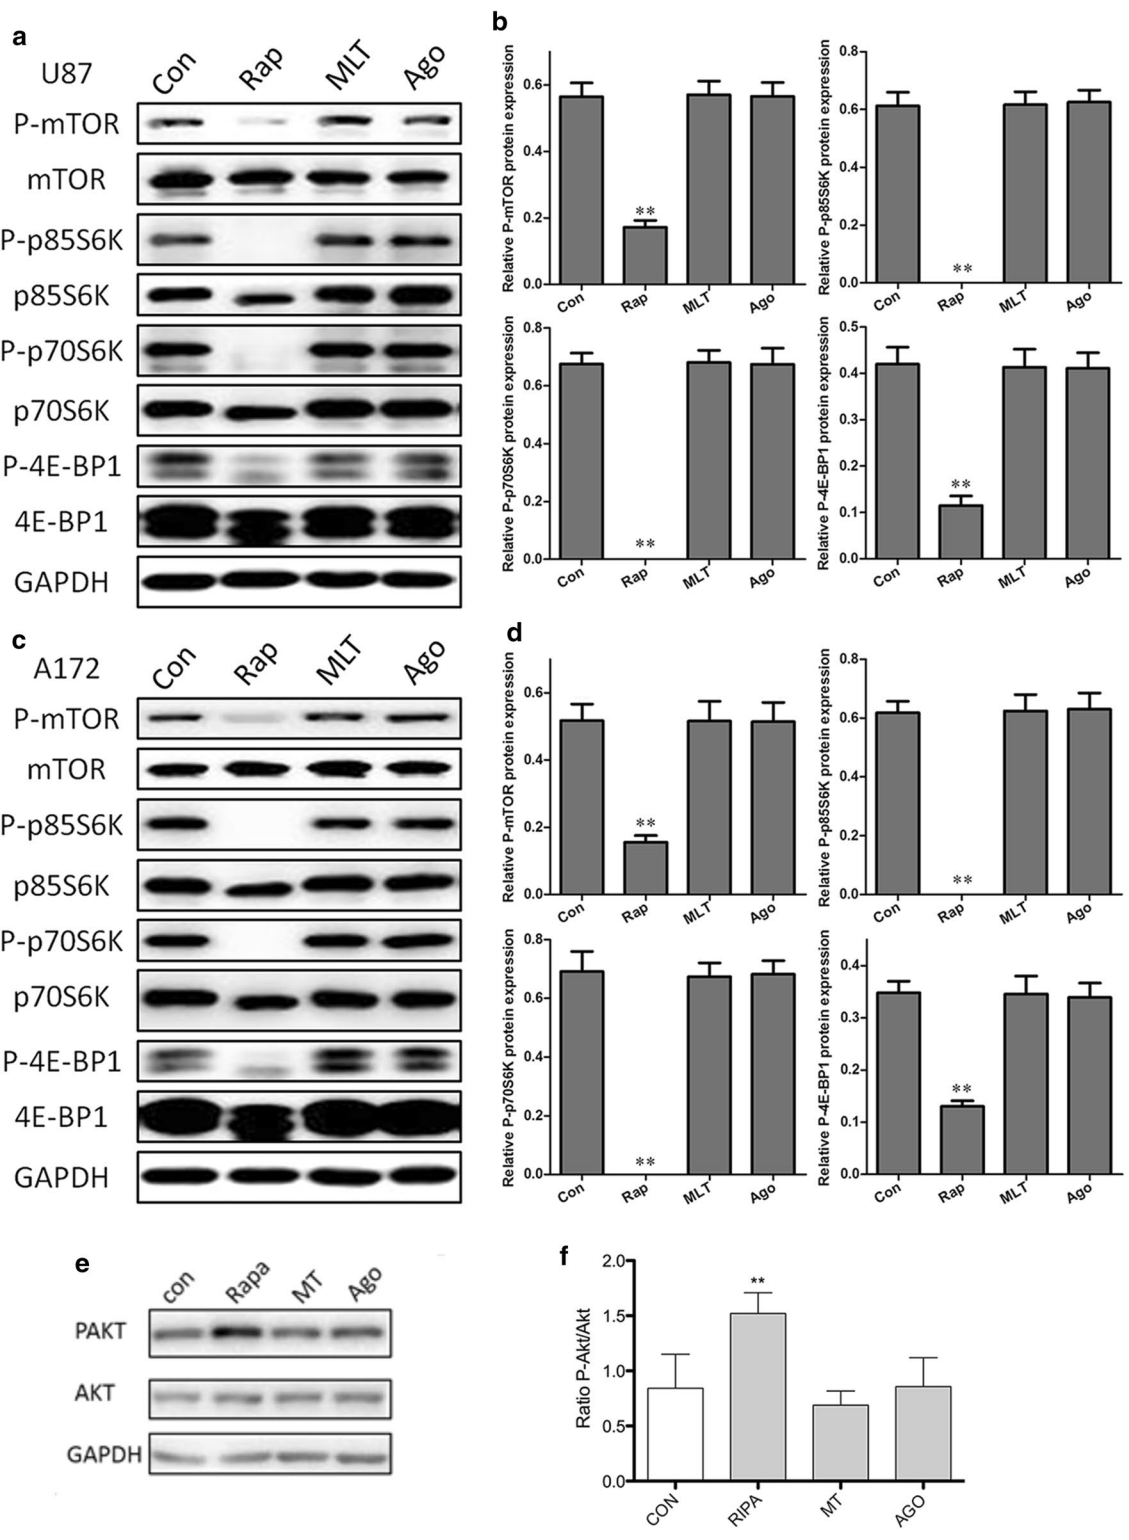 a
U87
Con Rap MLT Ago
P-mTOR
mTOR
P-p85S6K
p85S6K
P-p70S6K
p70S6K
P-4E-BP1
4E-BP1
GAPDH
b
Relative P-mTOR protein expression
0.6
0.4
0.2
0.0
**
Con Rap MLT Ago
Relative P-p85S6K protein expression
0.8
0.6
0.4
0.2
0.0
**
Con Rap MLT Ago
Relative P-p70S6K protein expression
0.8
0.6
0.4
0.2
0.0
**
Con Rap MLT Ago
Relative P-4E-BP1 protein expression
0.5
0.4
0.3
0.2
0.1
0.0
**
Con Rap MLT Ago
c
A172
Con Rap MLT Ago
P-mTOR
mTOR
P-p85S6K
p85S6K
P-p70S6K
p70S6K
P-4E-BP1
4E-BP1
GAPDH
d
Relative P-mTOR protein expression
0.6
0.4
0.2
0.0
**
Con Rap MLT Ago
Relative P-p85S6K protein expression
0.8
0.6
0.4
0.2
0.0
**
Con Rap MLT Ago
Relative P-p70S6K protein expression
0.8
0.6
0.4
0.2
0.0
**
Con Rap MLT Ago
Relative P-4E-BP1 protein expression
0.4
0.3
0.2
0.1
0.0
**
Con Rap MLT Ago
e
con Rapa MT Ago
PAKT
AKT
GAPDH
f
Ratio P-Akt/Akt
2.0
1.5
1.0
0.5
0.0
**
CON RIPA MT AGO